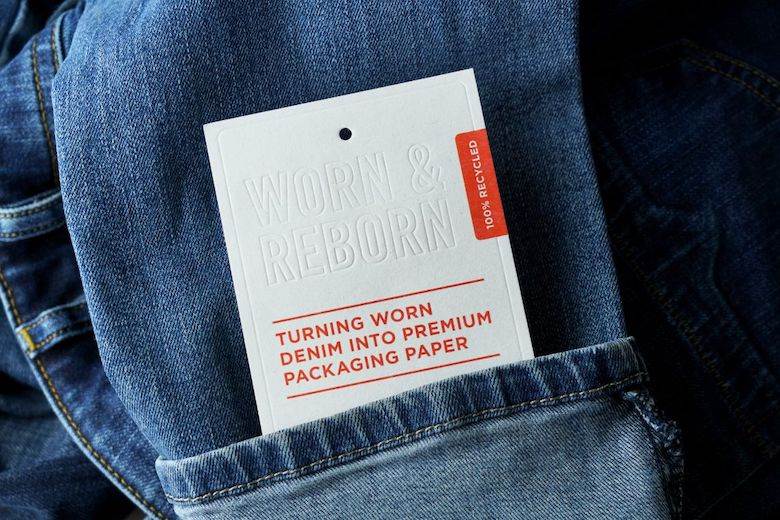 WORN &
REBORN
100% RECYCLED
TURNING WORN
DENIM INTO PREMIUM
PACKAGING PAPER